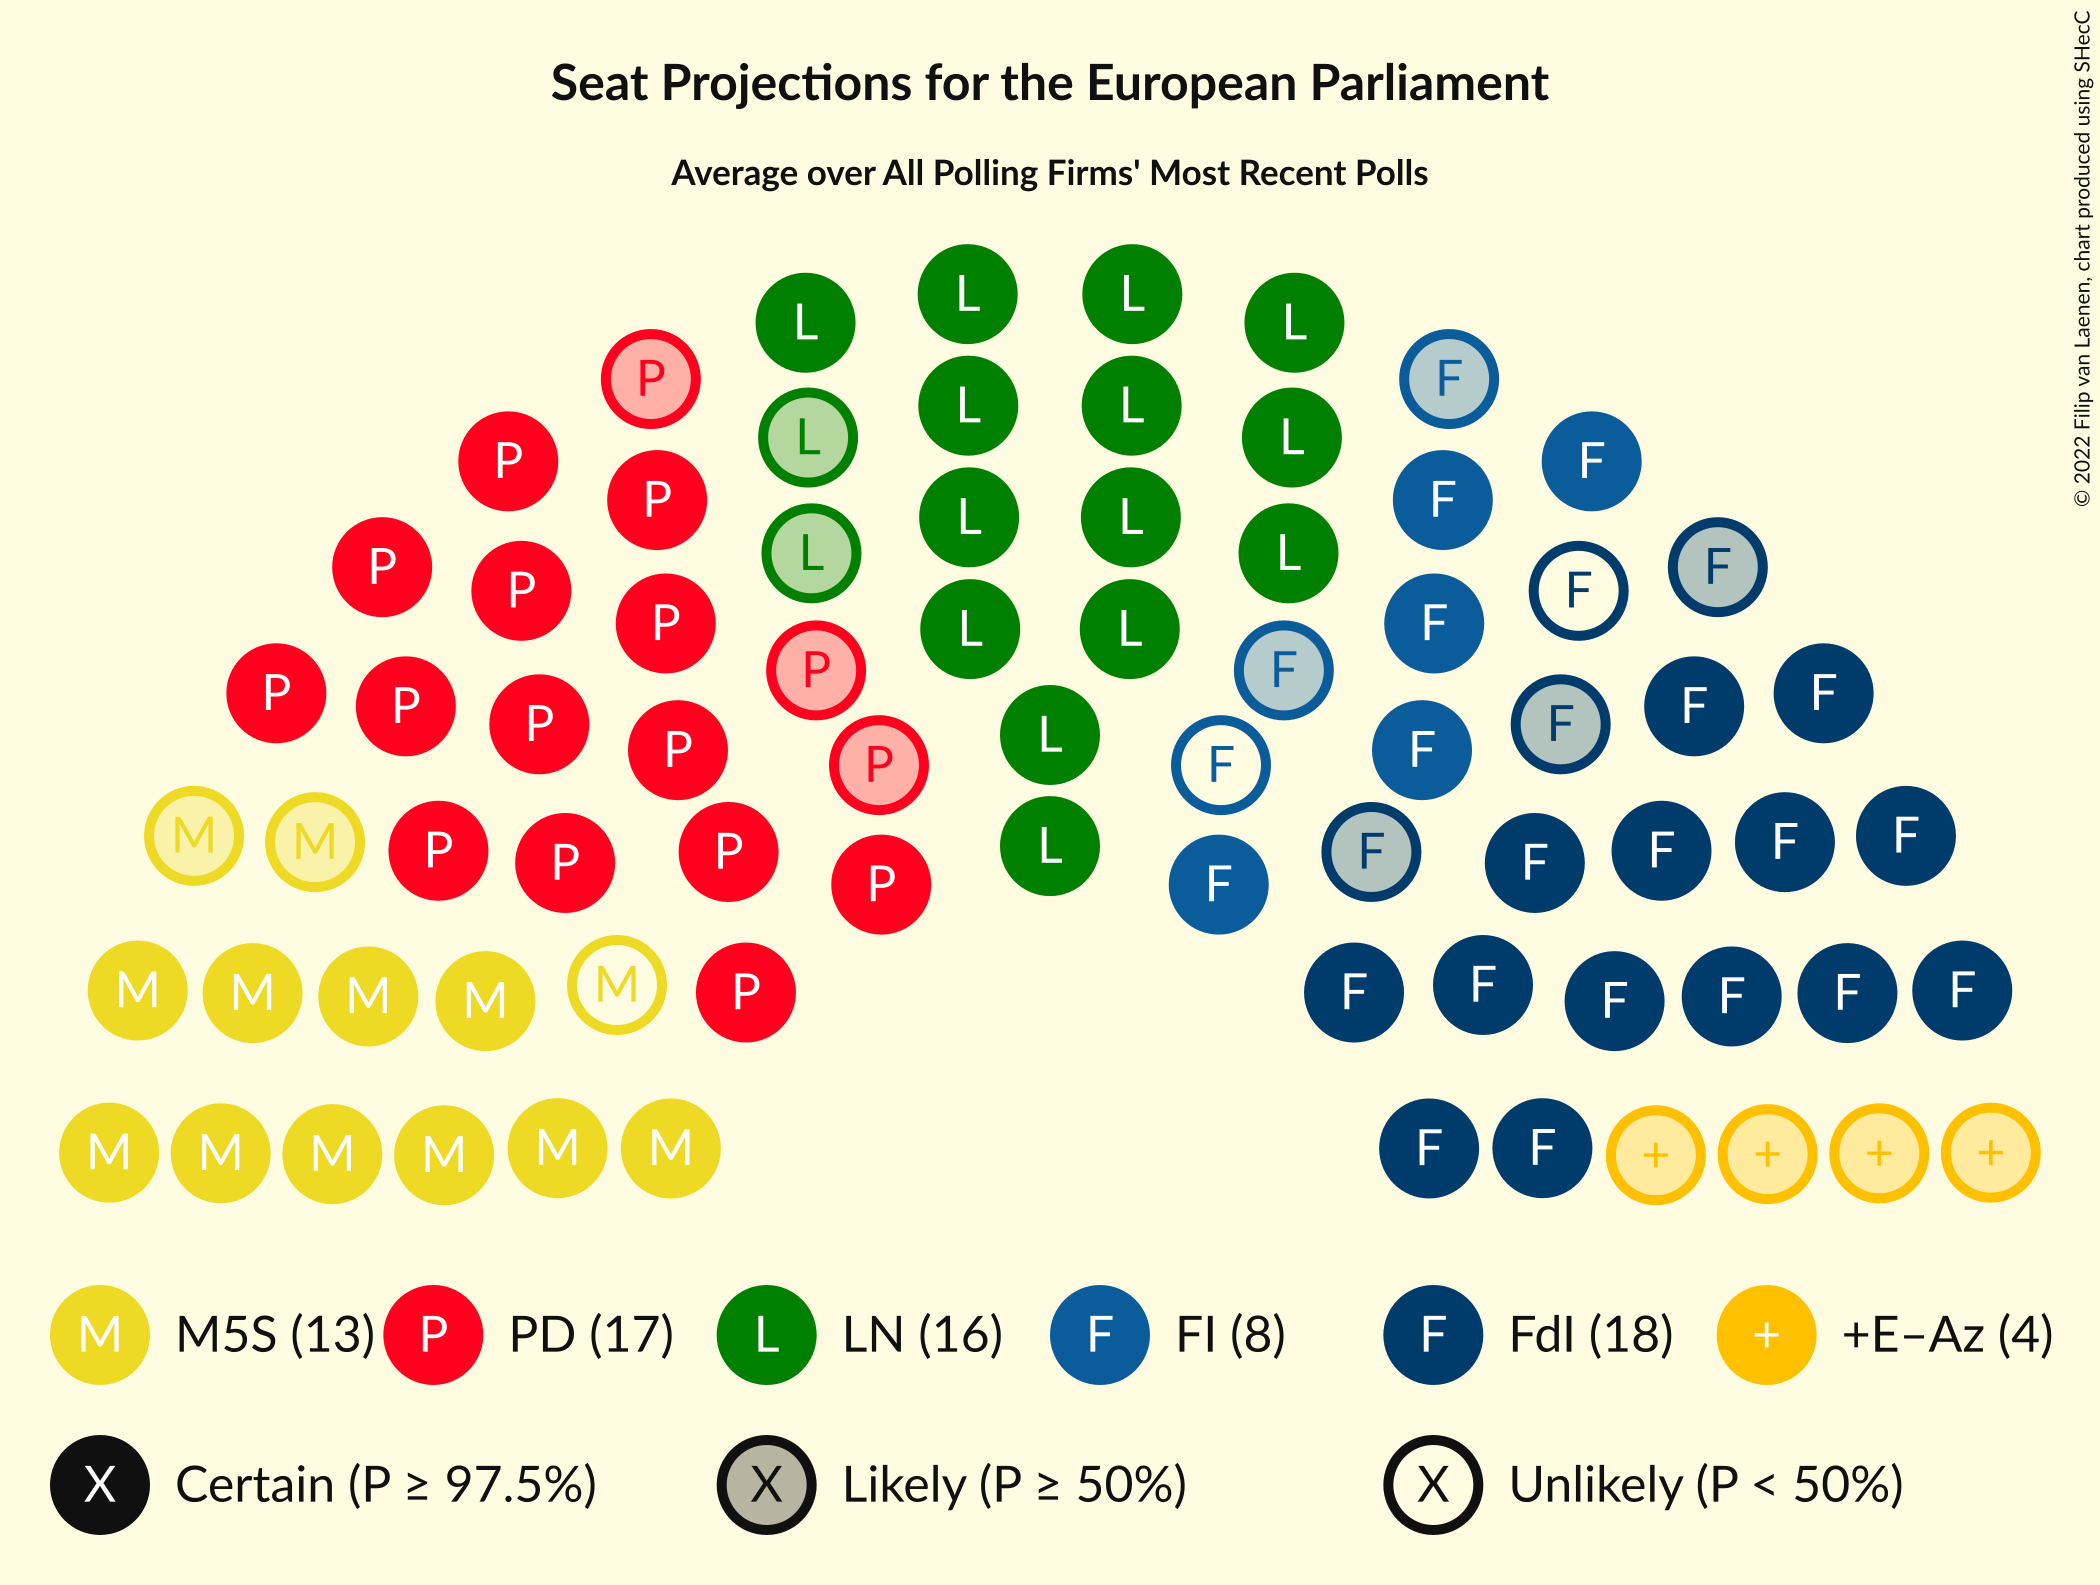 Seat Projections for the European Parliament
Average over All Polling Firms' Most Recent Polls
© 2022 Filip van Laenen, chart produced using SHecC
L L
L L
P F
L L
L L
P F
P F
L L
P F
P F
L L
P F
P F
L L
P F
P F
P F
P F
P F
L
P F
P F
M F
M F
L
P F
P F
P F
P F
M F
M F
M F
M F
M F
P F
M M M M M M F F + + + +
M M5S (13) P PD (17) L LN (16) F FI (8) F FdI (18) + +E–Az (4)
X Certain (P ≥ 97.5%) X Likely (P ≥ 50%) X Unlikely (P < 50%)